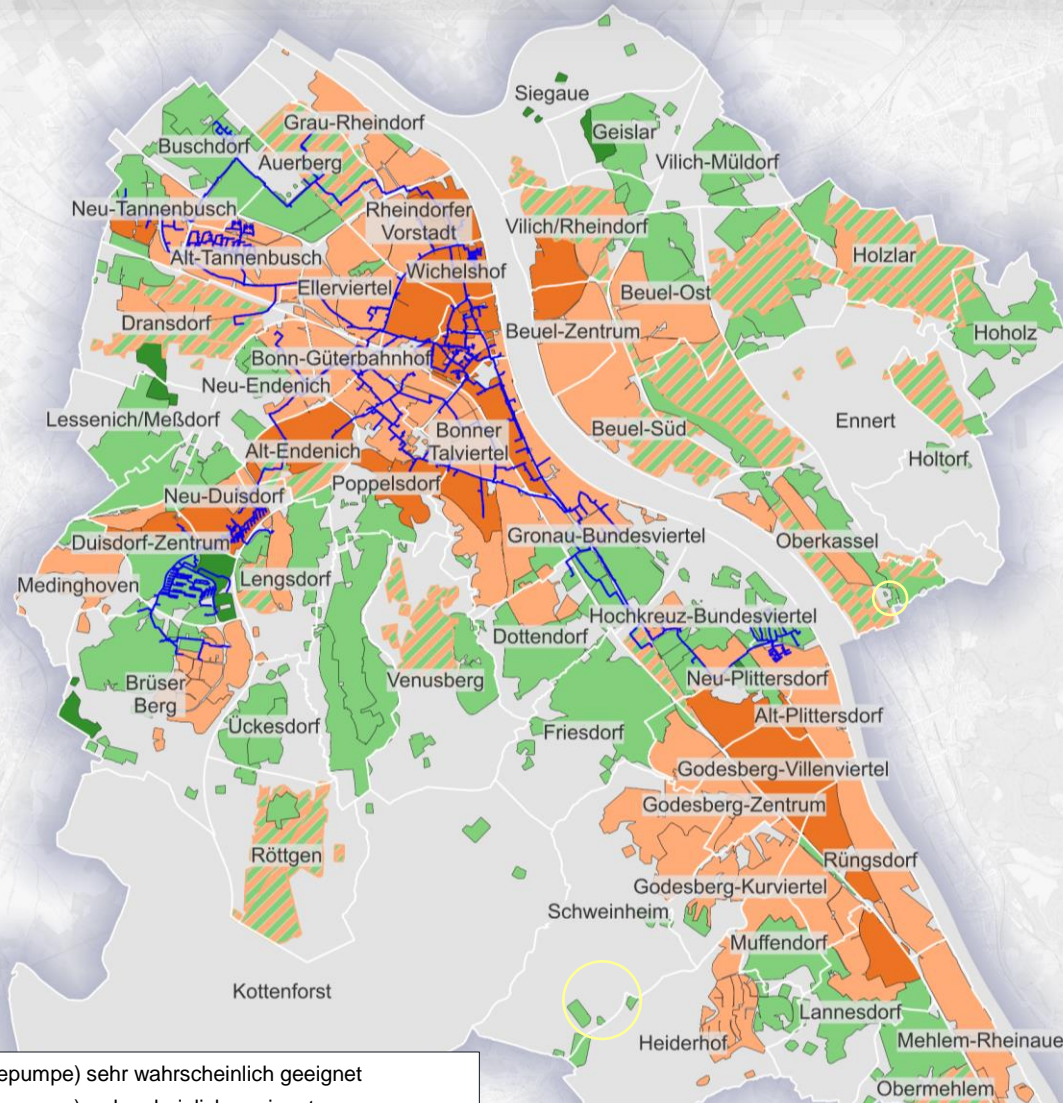 Siegaue
Grau-Rheindorf
Geislar
Buschdorf
Auerberg
Vilich-Müldorf
Neu-Tannenbusch
Rheindorfer
Vorstadt
Vilich/Rheindorf
Alt-Tannenbusch
Holzlar
Wichelshof
Ellerviertel
Beuel-Ost
Dransdorf
Beuel-Zentrum
Hoholz
Bonn-Güterbahnhof
Neu-Endenich
Lessenich/Meßdorf
Ennert
Beuel-Süd
Bonner
Talviertel
Alt-Endenich
Holtorf
Poppelsdorf
Neu-Duisdorf
Gronau-Bundesviertel
Duisdorf-Zentrum
Oberkassel
Medinghoven
Lengsdorf
Hochkreuz-Bundesviertel
Dottendorf
Venusberg
Neu-Plittersdorf
Brüser
Berg
Alt-Plittersdorf
Ückesdorf
Friesdorf
Godesberg-Villenviertel
Godesberg-Zentrum
Röttgen
Rüngsdorf
Godesberg-Kurviertel
Schweinheim
Muffendorf
Kottenforst
Lannesdorf
Heiderhof
Mehlem-Rheinaue
Obermehlem
epumpe) sehr wahrscheinlich geeignet